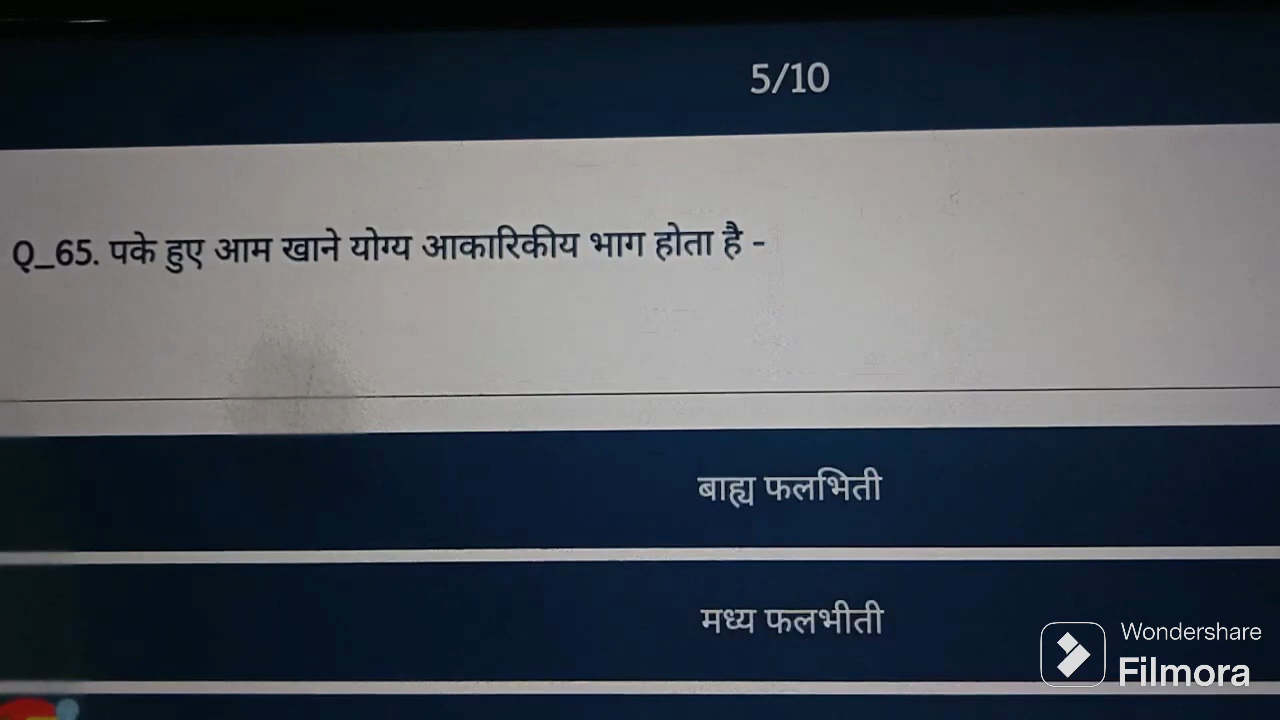 5/10
Q_65. पके हुए आम खाने योग्य आकारिकीय भाग होता है -
बाह्य फलभिती
मध्य फलभीती
Wondershare
Filmora